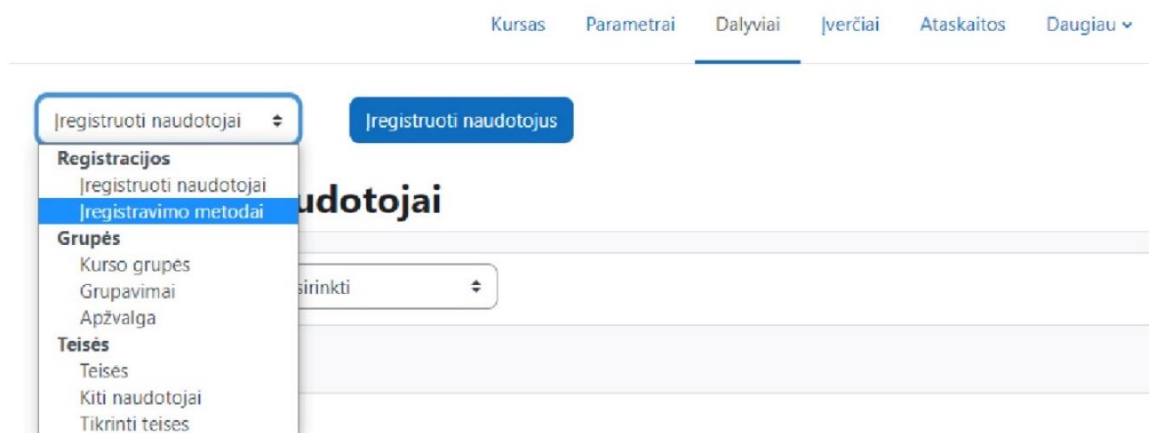 Kursas Parametrai Dalyviai Įverčiai Ataskaitos Daugiau
Įregistruoti naudotojai Įregistruoti naudotojus
Registracijos
Įregistruoti naudotojai
Įregistravimo metodai
udotojai
Grupės
Kurso grupės
sirinkti
Grupavimai
Apžvalga
Teisės
Teisės
Kiti naudotojai
Tikrinti teises